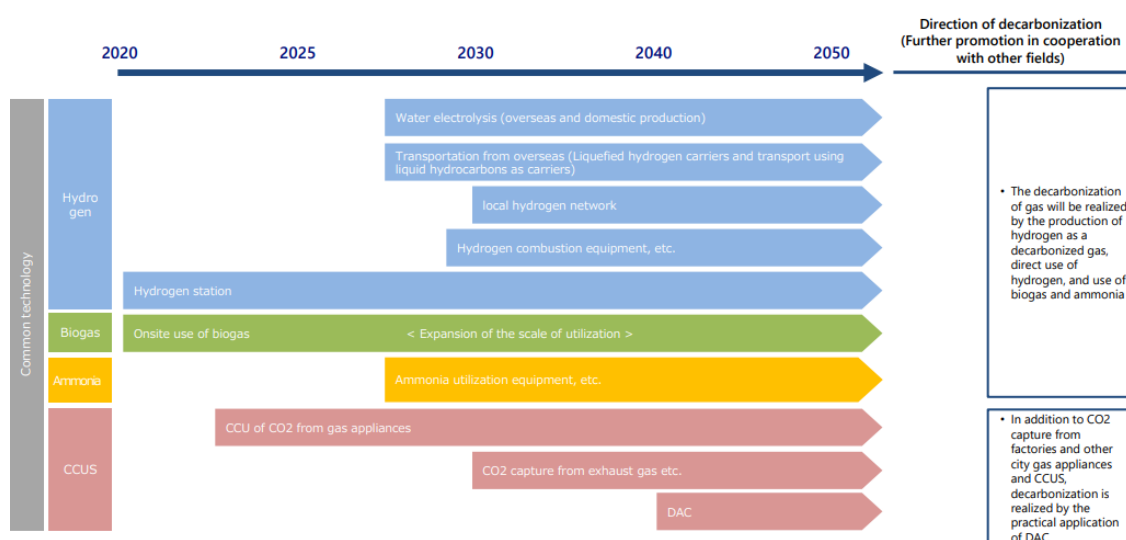 Direction of decarbonization
(Further promotion in cooperation
with other fields)
2020 2025 2030 2040 2050
Common technology
Hydro
gen
Water electrolysis (overseas and domestic production)
Transportation from overseas (Liquefied hydrogen carriers and transport using
liquid hydrocarbons as carriers)
local hydrogen network
Hydrogen combustion equipment, etc.
Hydrogen station
• The decarbonization
of gas will be realized
by the production of
hydrogen as a
decarbonized gas,
direct use of
hydrogen, and use of
biogas and ammonia
Biogas
Onsite use of biogas < Expansion of the scale of utilization >
Ammonia
Ammonia utilization equipment, etc.
CCUS
CCU of CO2 from gas appliances
CO2 capture from exhaust gas etc.
DAC
• In addition to CO2
capture from
factories and other
city gas appliances
and CCUS,
decarbonization is
realized by the
practical application
of DAC